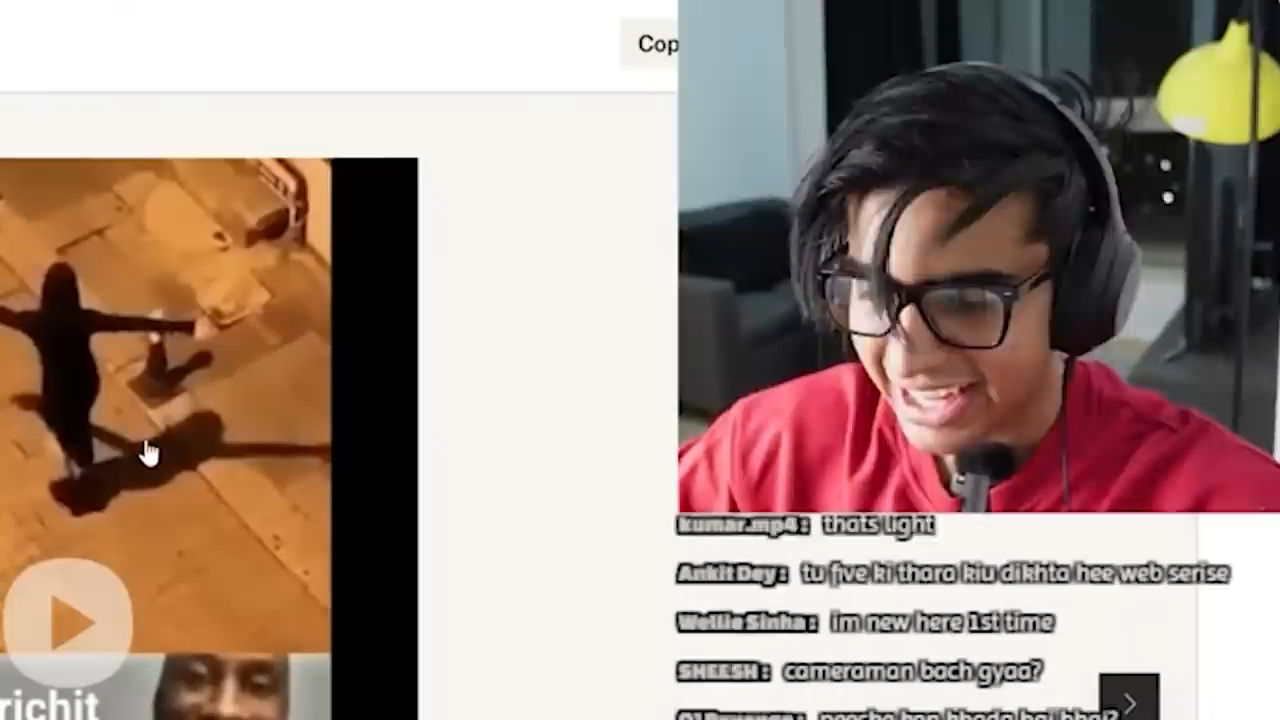 Cop
kumar.mp4: thats light
Ankit Dey: tu five ki tharo kiu dikhta hee web serise
Wellie Sinha: im new here 1st time
SHEESH: cameraman bach gyaa?
richit